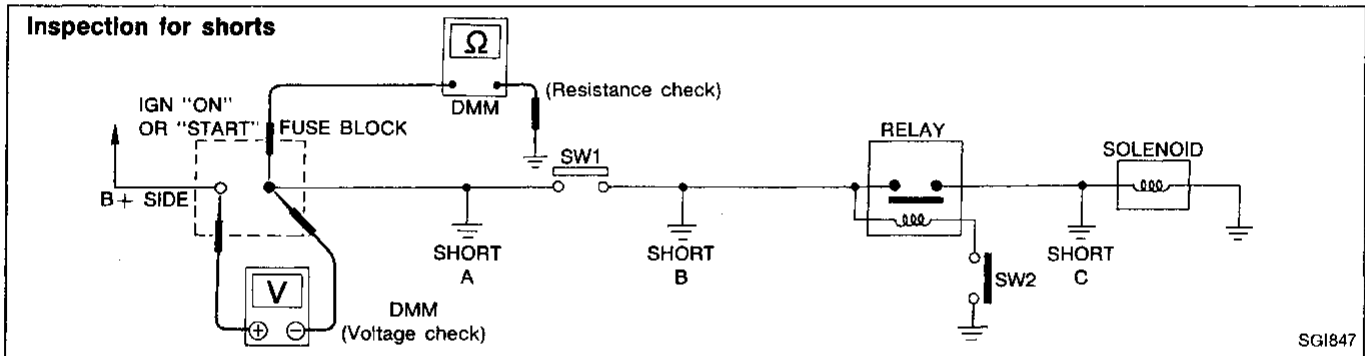 Inspection for shorts
Ω
DMM
(Resistance check)
IGN "ON"
OR "START"
FUSE BLOCK
B+ SIDE
SW1
RELAY
SOLENOID
SHORT
A
SHORT
B
SHORT
C
SW2
V
+ −
DMM
(Voltage check)
SGI847